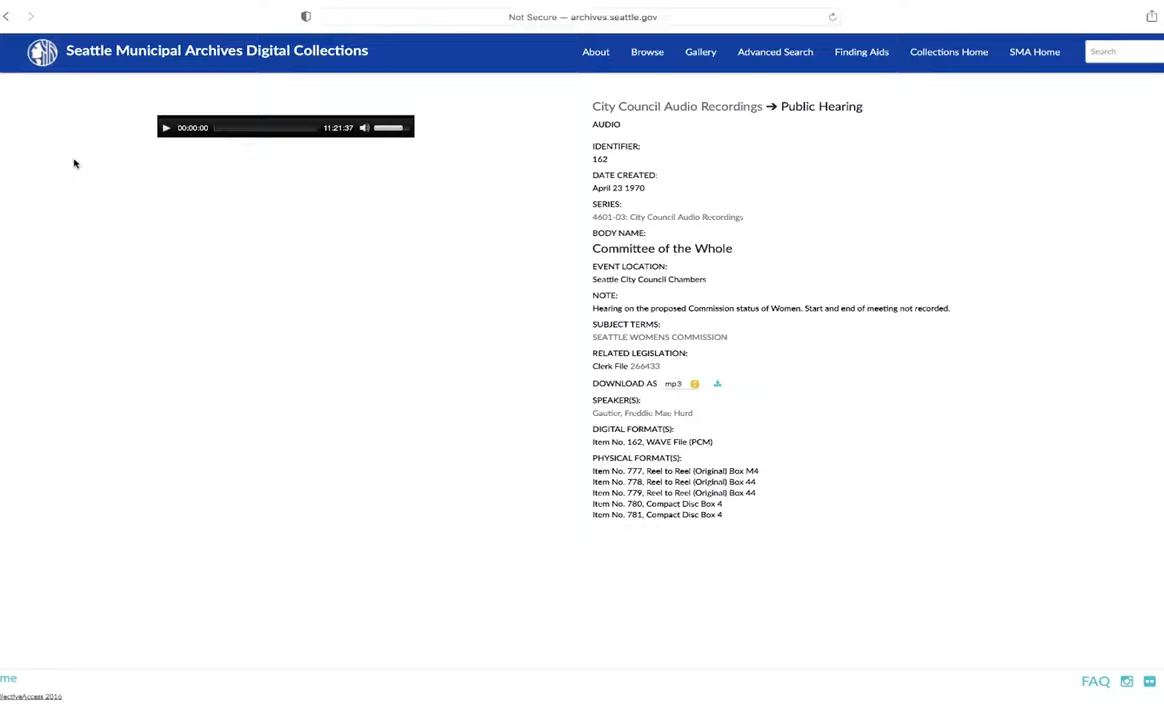 Not Secure — archives.seattle.gov
Seattle Municipal Archives Digital Collections
About Browse Gallery Advanced Search Finding Aids Collections Home SMA Home Search
00:00:00 11:21:37
City Council Audio Recordings ➔ Public Hearing
AUDIO
IDENTIFIER:
162
DATE CREATED:
April 23 1970
SERIES:
4601-03: City Council Audio Recordings
BODY NAME:
Committee of the Whole
EVENT LOCATION:
Seattle City Council Chambers
NOTE:
Hearing on the proposed Commission status of Women. Start and end of meeting not recorded.
SUBJECT TERMS:
SEATTLE WOMENS COMMISSION
RELATED LEGISLATION:
Clerk File 266433
DOWNLOAD AS mp3
SPEAKER(S):
Gautier, Freddie Mae Hurd
DIGITAL FORMAT(S):
Item No. 162, WAVE File (PCM)
PHYSICAL FORMAT(S):
Item No. 777, Reel to Reel (Original) Box M4
Item No. 778, Reel to Reel (Original) Box 44
Item No. 779, Reel to Reel (Original) Box 44
Item No. 780, Compact Disc Box 4
Item No. 781, Compact Disc Box 4
me
llectiveAccess 2016
FAQ